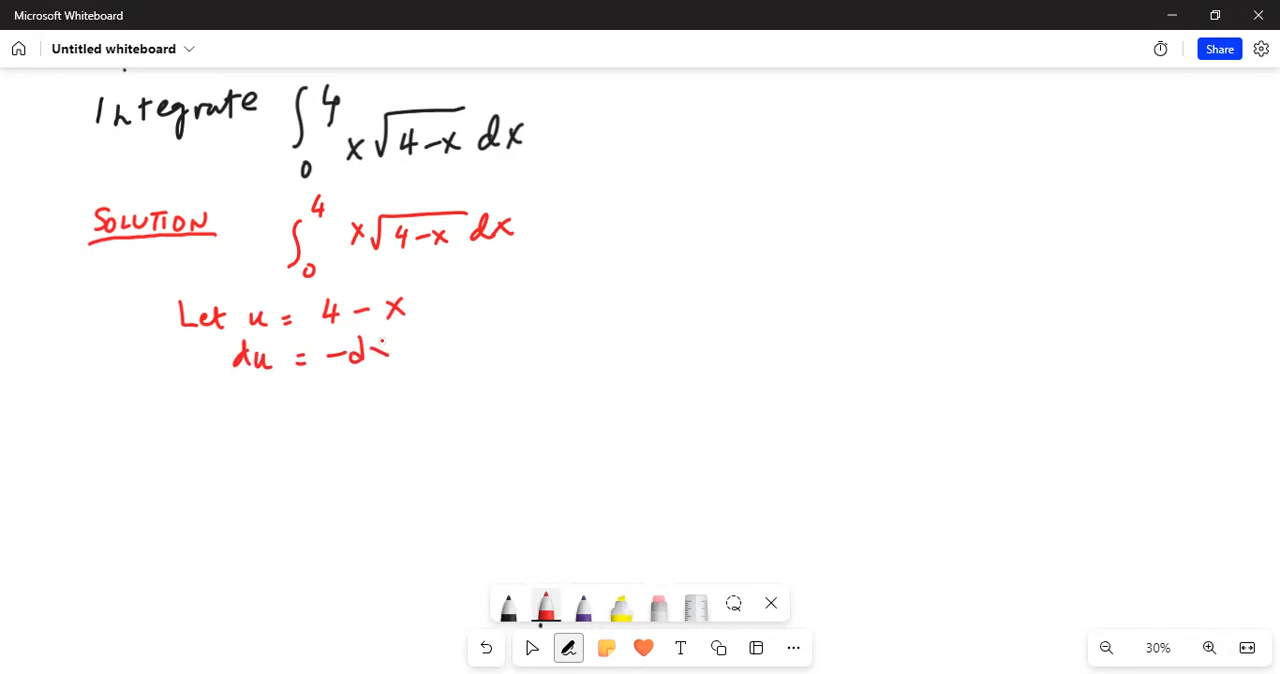 Microsoft Whiteboard
Untitled whiteboard
Share
Integrate ∫₀⁴ x√(4-x) dx
SOLUTION ∫₀⁴ x√(4-x) dx
Let u = 4 - x
du = -d
30%